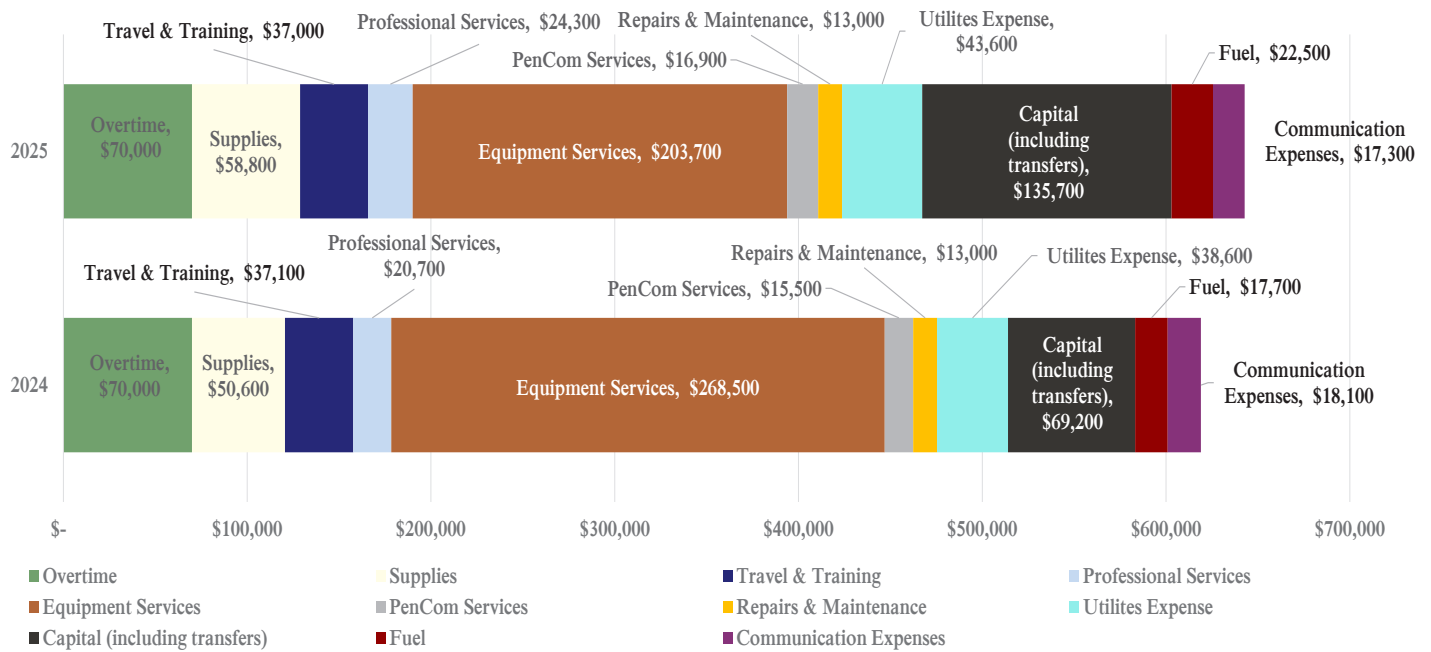 Travel & Training, $37,000
Professional Services, $24,300
Repairs & Maintenance, $13,000
Utilites Expense,
$43,600
PenCom Services, $16,900
Fuel, $22,500
2025
Overtime,
$70,000
Supplies,
$58,800
Equipment Services, $203,700
Capital
(including
transfers),
$135,700
Communication
Expenses, $17,300
Travel & Training, $37,100
Professional Services,
$20,700
PenCom Services, $15,500
Repairs & Maintenance, $13,000
Utilites Expense, $38,600
Fuel, $17,700
2024
Overtime,
$70,000
Supplies,
$50,600
Equipment Services, $268,500
Capital
(including
transfers),
$69,200
Communication
Expenses, $18,100
$-
$100,000
$200,000
$300,000
$400,000
$500,000
$600,000
$700,000
Overtime
Supplies
Travel & Training
Professional Services
Equipment Services
PenCom Services
Repairs & Maintenance
Utilites Expense
Capital (including transfers)
Fuel
Communication Expenses